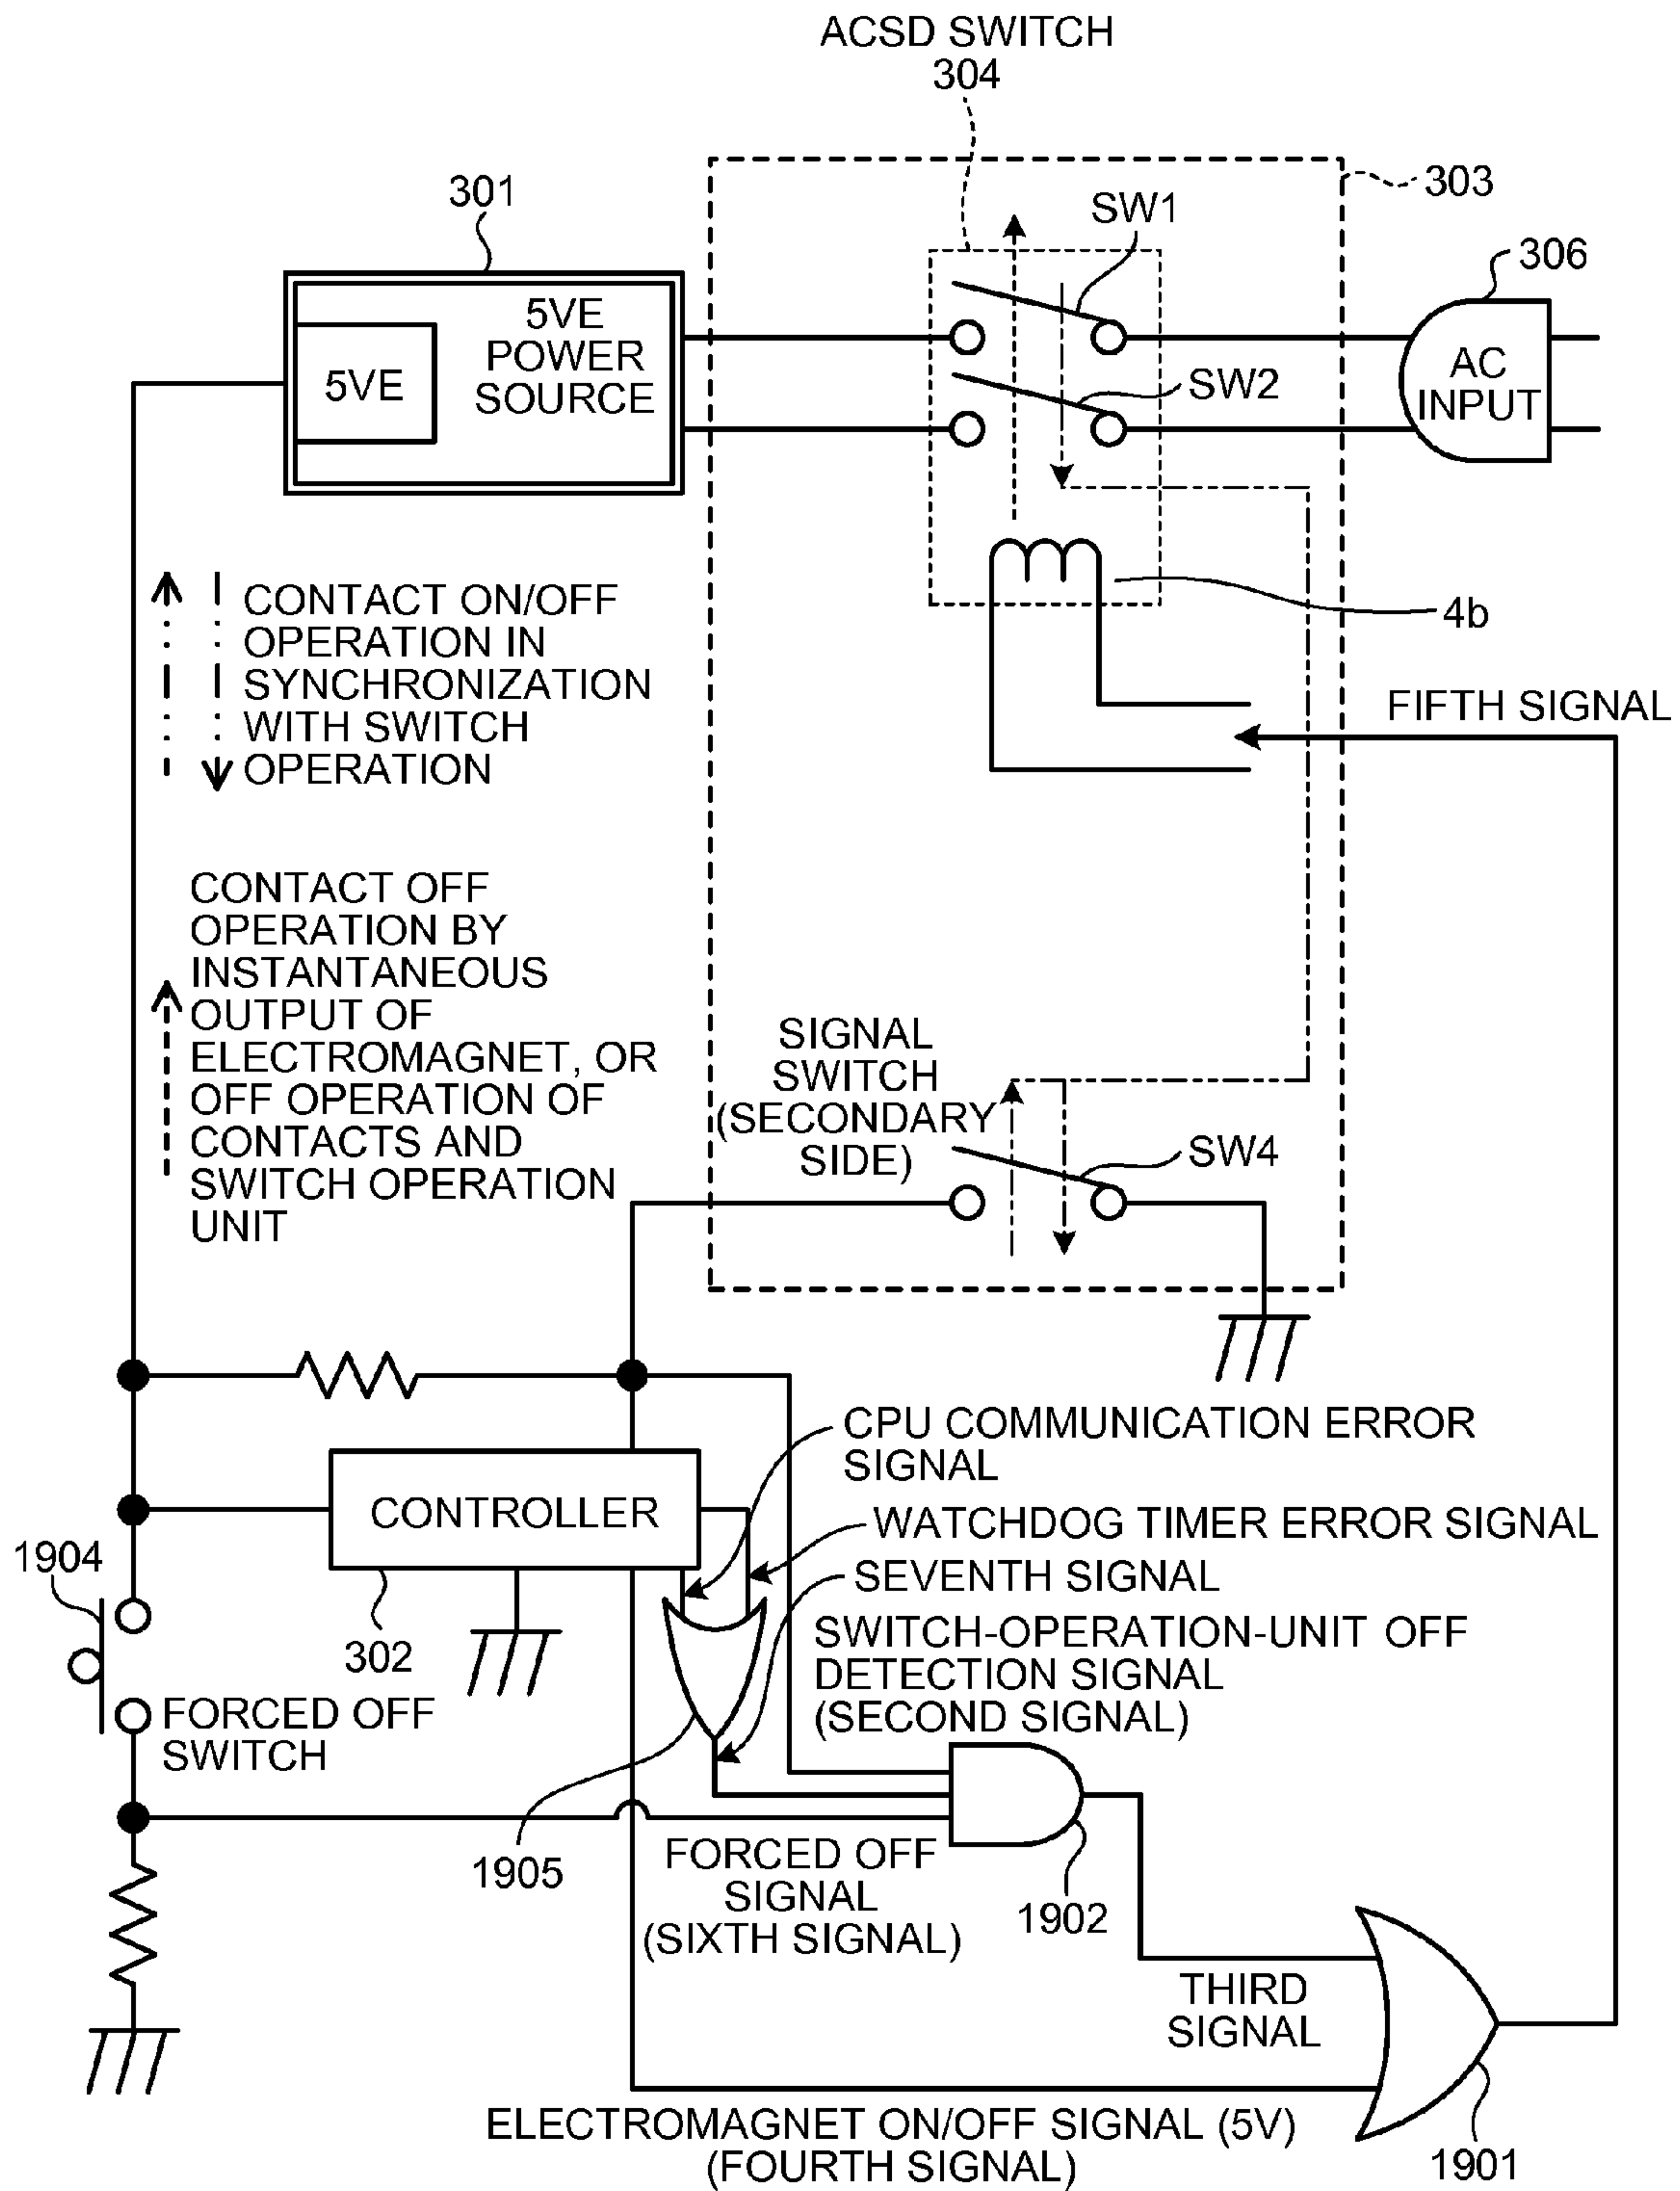 ACSD SWITCH
304
303
301
SW1
306
5VE
POWER
SOURCE
5VE
AC
INPUT
SW2
4b
CONTACT ON/OFF
OPERATION IN
SYNCHRONIZATION
WITH SWITCH
OPERATION
FIFTH SIGNAL
CONTACT OFF
OPERATION BY
INSTANTANEOUS
OUTPUT OF
ELECTROMAGNET, OR
OFF OPERATION OF
CONTACTS AND
SWITCH OPERATION
UNIT
SIGNAL
SWITCH
(SECONDARY
SIDE)
SW4
CPU COMMUNICATION ERROR
SIGNAL
CONTROLLER
WATCHDOG TIMER ERROR SIGNAL
1904
SEVENTH SIGNAL
302
SWITCH-OPERATION-UNIT OFF
DETECTION SIGNAL
(SECOND SIGNAL)
FORCED OFF
SWITCH
1905
FORCED OFF
SIGNAL
(SIXTH SIGNAL)
1902
THIRD
SIGNAL
ELECTROMAGNET ON/OFF SIGNAL (5V)
(FOURTH SIGNAL)
1901